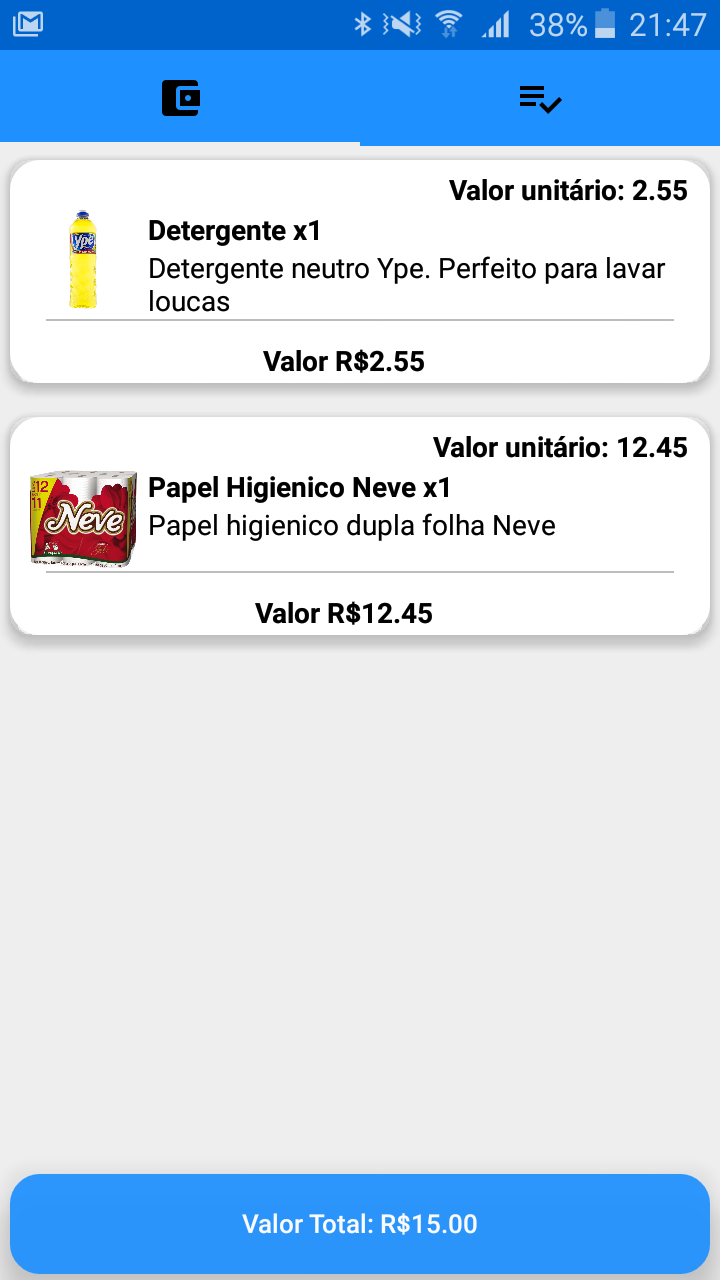 38% 21:47
Valor unitário: 2.55
Ypê
Detergente x1
Detergente neutro Ype. Perfeito para lavar
loucas
Valor R$2.55
Valor unitário: 12.45
12
11
Neve
Papel Higienico Neve x1
Papel higienico dupla folha Neve
Valor R$12.45
Valor Total: R$15.00